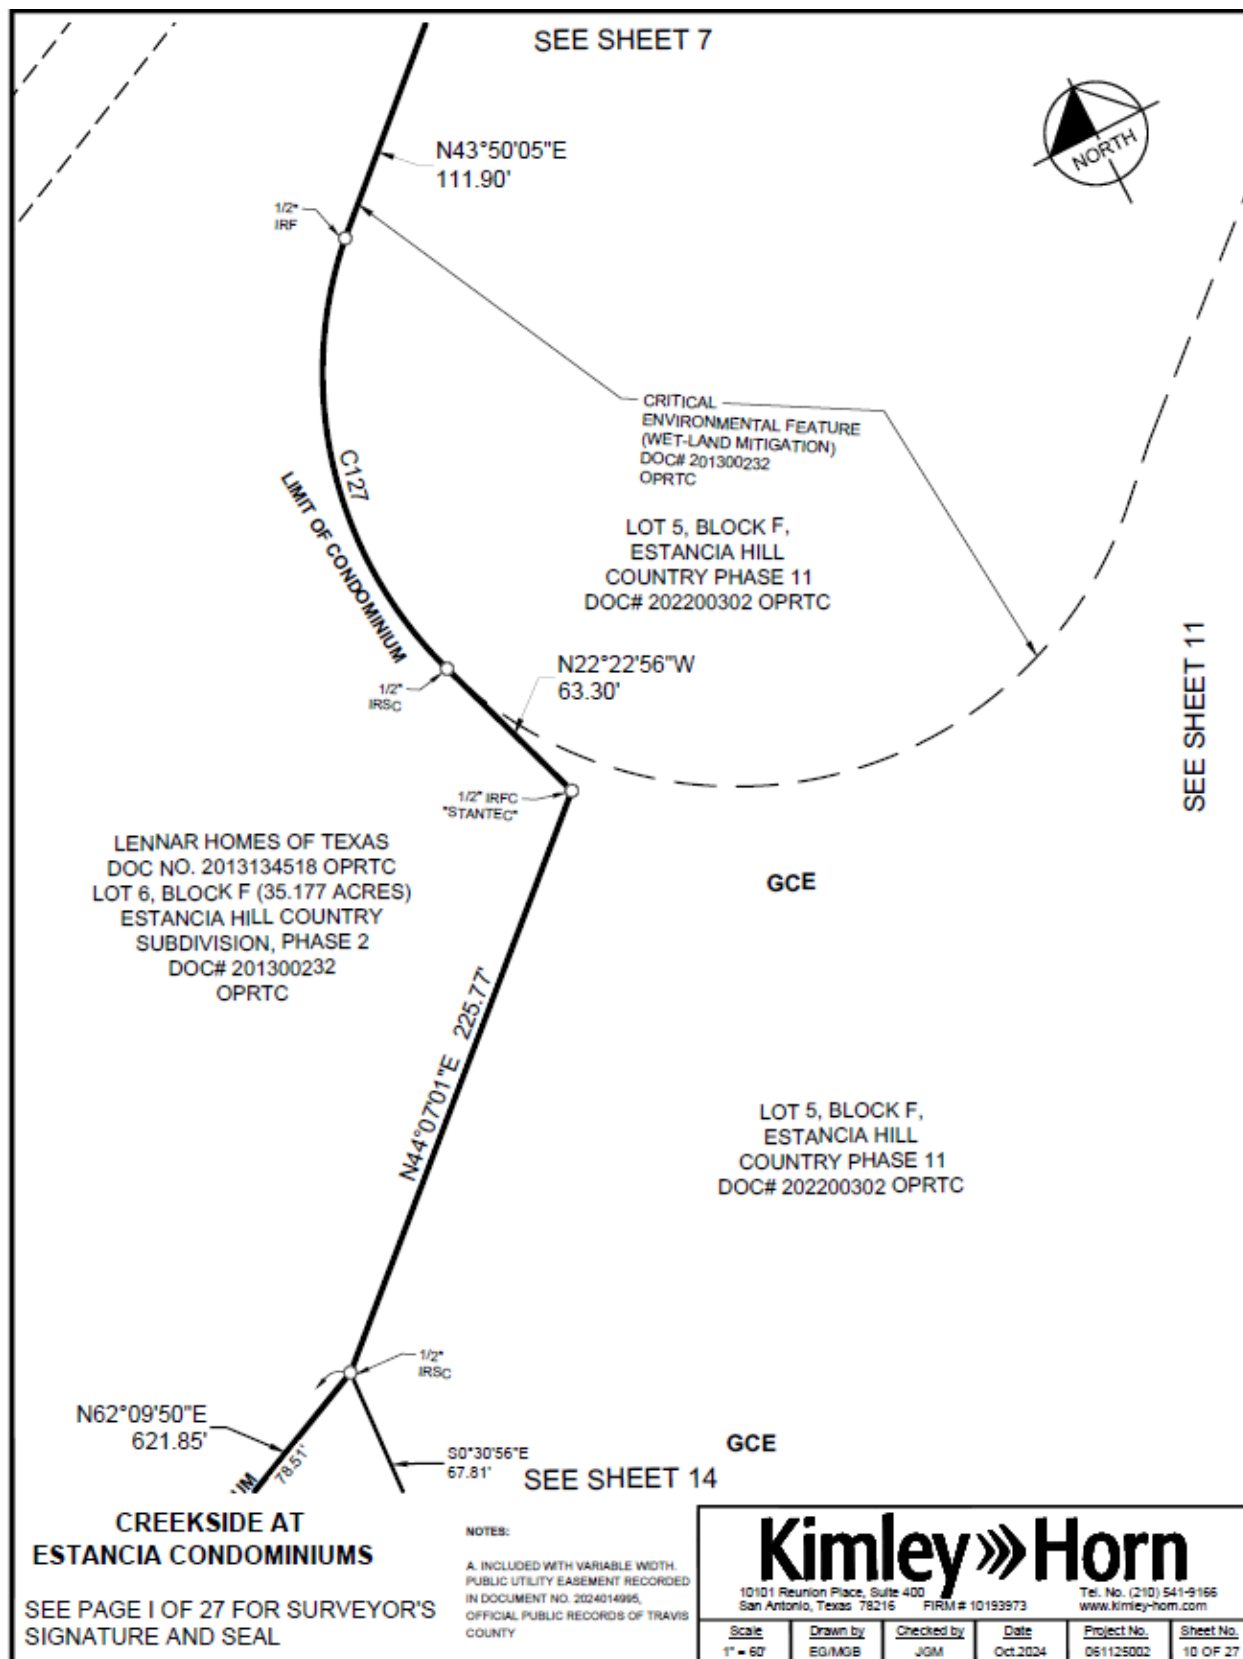 SEE SHEET 7
NORTH
N43°50'05"E
111.90'
1/2"
IRF
CRITICAL
ENVIRONMENTAL FEATURE
(WET-LAND MITIGATION)
DOC# 201300232
OPRTC
C127
LIMIT OF CONDOMINIUM
LOT 5, BLOCK F,
ESTANCIA HILL
COUNTRY PHASE 11
DOC# 202200302 OPRTC
N22°22'56"W
63.30'
1/2"
IRSC
SEE SHEET 11
1/2" IRFC
"STANTEC"
LENNAR HOMES OF TEXAS
DOC NO. 2013134518 OPRTC
LOT 6, BLOCK F (35.177 ACRES)
ESTANCIA HILL COUNTRY
SUBDIVISION, PHASE 2
DOC# 201300232
OPRTC
GCE
N44°07'01"E 225.77'
LOT 5, BLOCK F,
ESTANCIA HILL
COUNTRY PHASE 11
DOC# 202200302 OPRTC
1/2"
IRSC
N62°09'50"E
621.85'
78.51'
UM
S0°30'56"E
67.81'
GCE
SEE SHEET 14
CREEKSIDE AT
ESTANCIA CONDOMINIUMS
SEE PAGE I OF 27 FOR SURVEYOR'S
SIGNATURE AND SEAL
NOTES:
A. INCLUDED WITH VARIABLE WIDTH.
PUBLIC UTILITY EASEMENT RECORDED
IN DOCUMENT NO. 2024014995,
OFFICIAL PUBLIC RECORDS OF TRAVIS
COUNTY
Kimley»Horn
10101 Reunion Place, Suite 400 Tel. No. (210) 541-9166
San Antonio, Texas 78216 FIRM # 10193973 www.kimley-horn.com
Scale Drawn by Checked by Date Project No. Sheet No.
1" = 60' EG/MGB JGM Oct.2024 061125002 10 OF 27